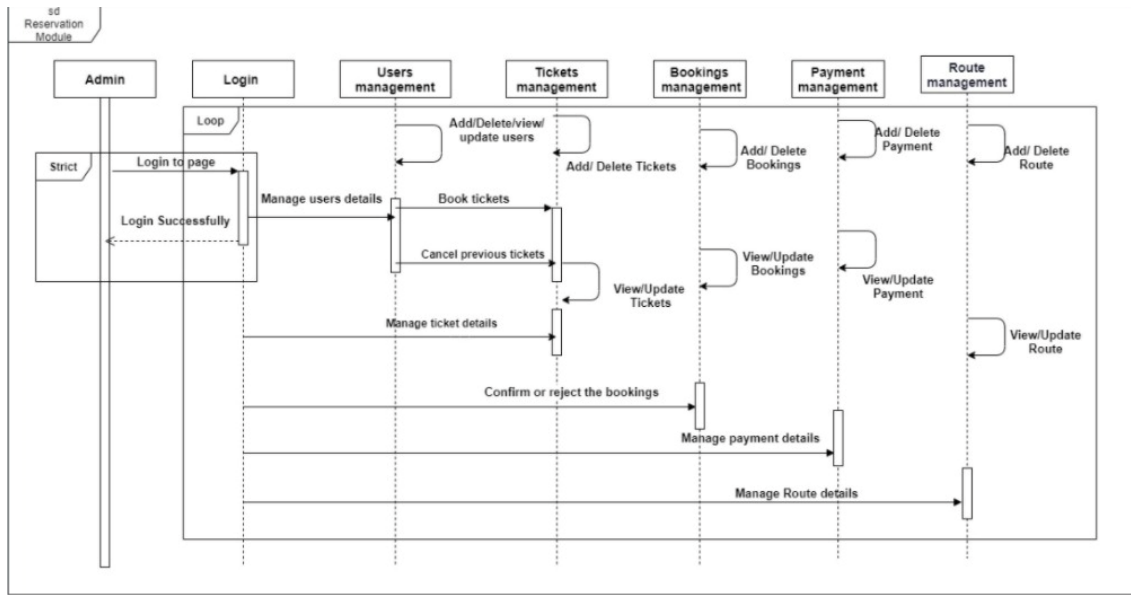 sd
Reservation
Module
Admin
Login
Users
management
Tickets
management
Bookings
management
Payment
management
Route
management
Loop
Add/Delete/view/
update users
Add/ Delete Tickets
Add/ Delete
Bookings
Add/ Delete
Payment
Add/ Delete
Route
Strict
Login to page
Manage users details
Book tickets
Login Successfully
Cancel previous tickets
View/Update
Tickets
View/Update
Bookings
View/Update
Payment
Manage ticket details
View/Update
Route
Confirm or reject the bookings
Manage payment details
Manage Route details